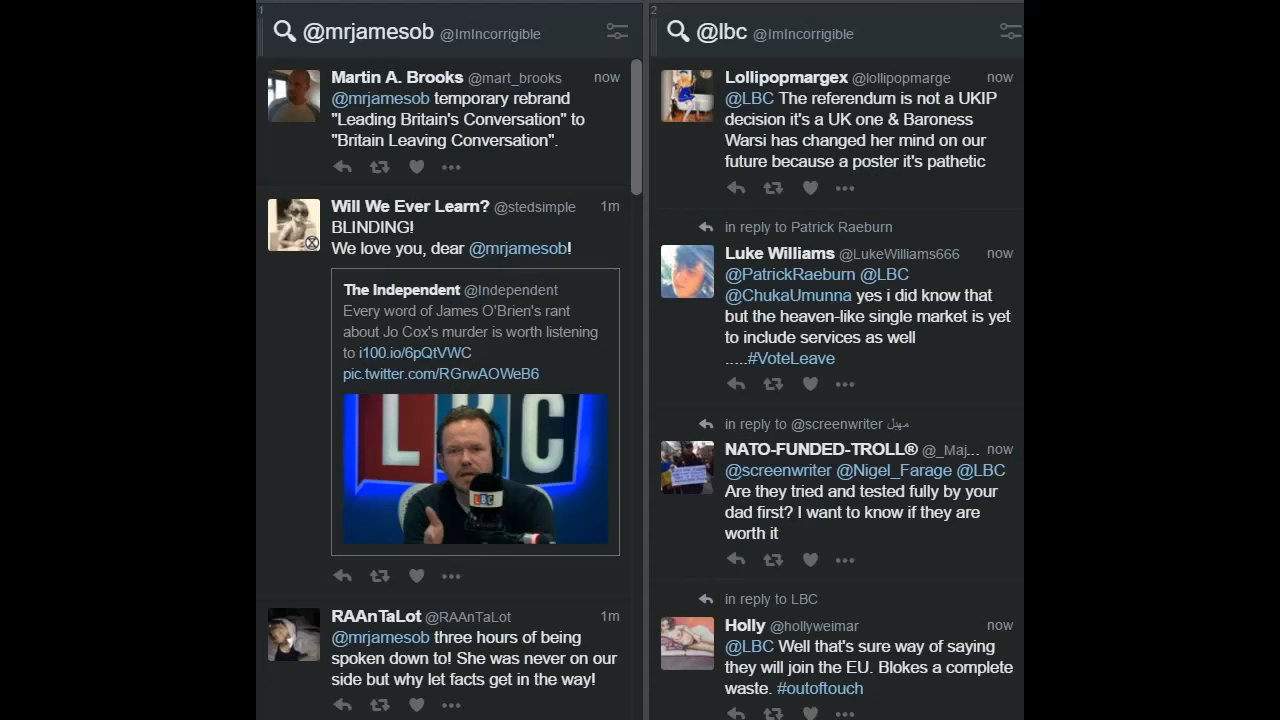 1
@mrjamesob @ImIncorrigible
Martin A. Brooks @mart_brooks now
@mrjamesob temporary rebrand
"Leading Britain's Conversation" to
"Britain Leaving Conversation".
Will We Ever Learn? @stedsimple 1m
BLINDING!
We love you, dear @mrjamesob!
The Independent @Independent
Every word of James O'Brien's rant
about Jo Cox's murder is worth listening
to i100.io/6pQtVWC
pic.twitter.com/RGrwAOWeB6
LBC
LBC
RAAnTaLot @RAAnTaLot 1m
@mrjamesob three hours of being
spoken down to! She was never on our
side but why let facts get in the way!
2
@lbc @ImIncorrigible
Lollipopmargex @lollipopmarge now
@LBC The referendum is not a UKIP
decision it's a UK one & Baroness
Warsi has changed her mind on our
future because a poster it's pathetic
in reply to Patrick Raeburn
Luke Williams @LukeWilliams666 now
@PatrickRaeburn @LBC
@ChukaUmunna yes i did know that
but the heaven-like single market is yet
to include services as well
.....#VoteLeave
in reply to @screenwriter مهبل
NATO-FUNDED-TROLL® @_Maj... now
@screenwriter @Nigel_Farage @LBC
Are they tried and tested fully by your
dad first? I want to know if they are
worth it
in reply to LBC
Holly @hollyweimar now
@LBC Well that's sure way of saying
they will join the EU. Blokes a complete
waste. #outoftouch